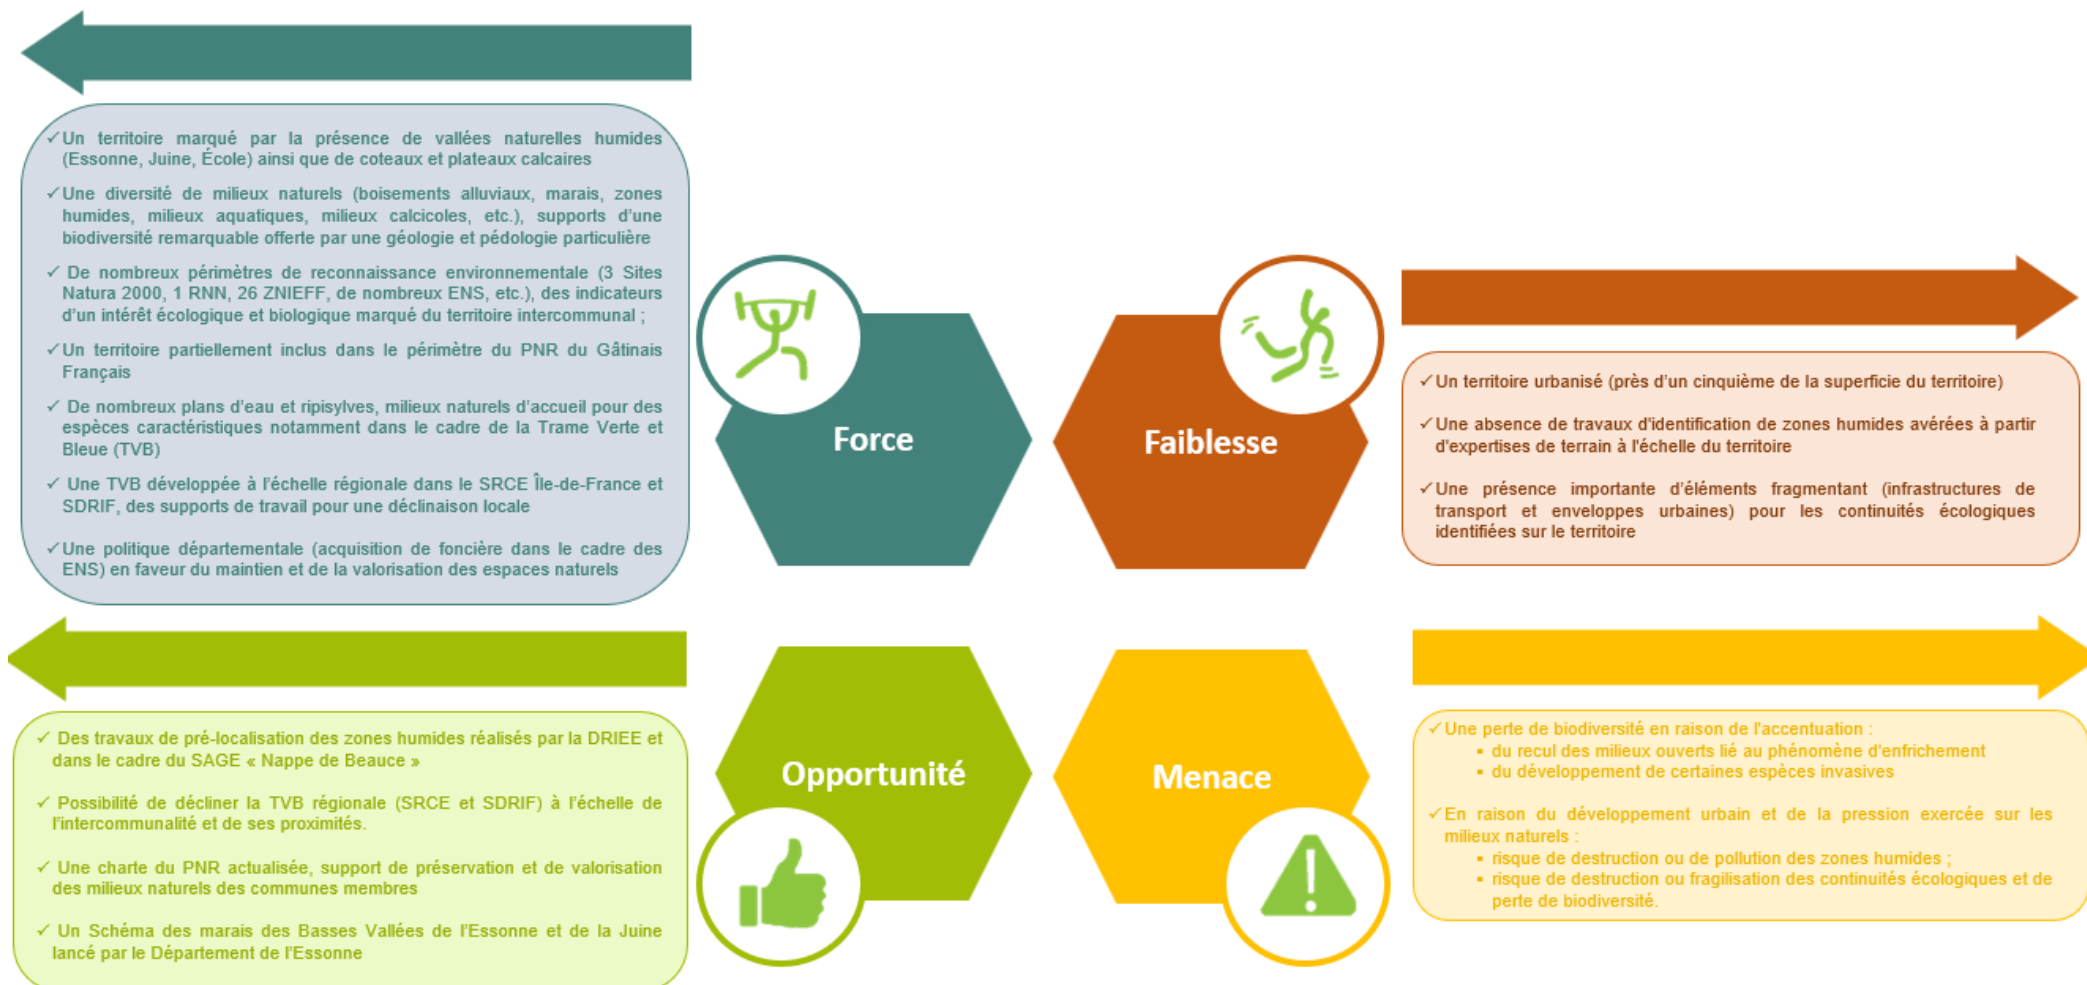 ✓ Un territoire marqué par la présence de vallées naturelles humides
(Essonne, Juine, École) ainsi que de coteaux et plateaux calcaires
✓ Une diversité de milieux naturels (boisements alluviaux, marais, zones
humides, milieux aquatiques, milieux calcicoles, etc.), supports d'une
biodiversité remarquable offerte par une géologie et pédologie particulière
✓ De nombreux périmètres de reconnaissance environnementale (3 Sites
Natura 2000, 1 RNN, 26 ZNIEFF, de nombreux ENS, etc.), des indicateurs
d'un intérêt écologique et biologique marqué du territoire intercommunal ;
✓ Un territoire partiellement inclus dans le périmètre du PNR du Gâtinais
Français
✓ De nombreux plans d'eau et ripisylves, milieux naturels d'accueil pour des
espèces caractéristiques notamment dans le cadre de la Trame Verte et
Bleue (TVB)
✓ Une TVB développée à l'échelle régionale dans le SRCE Île-de-France et
SDRIF, des supports de travail pour une déclinaison locale
✓ Une politique départementale (acquisition de foncière dans le cadre des
ENS) en faveur du maintien et de la valorisation des espaces naturels
Force
Faiblesse
✓ Un territoire urbanisé (près d'un cinquième de la superficie du territoire)
✓ Une absence de travaux d'identification de zones humides avérées à partir
d'expertises de terrain à l'échelle du territoire
✓ Une présence importante d'éléments fragmentant (infrastructures de
transport et enveloppes urbaines) pour les continuités écologiques
identifiées sur le territoire
✓ Des travaux de pré-localisation des zones humides réalisés par la DRIEE et
dans le cadre du SAGE « Nappe de Beauce »
✓ Possibilité de décliner la TVB régionale (SRCE et SDRIF) à l'échelle de
l'intercommunalité et de ses proximités.
✓ Une charte du PNR actualisée, support de préservation et de valorisation
des milieux naturels des communes membres
✓ Un Schéma des marais des Basses Vallées de l'Essonne et de la Juine
lancé par le Département de l'Essonne
Opportunité
Menace
✓ Une perte de biodiversité en raison de l'accentuation :
▪ du recul des milieux ouverts lié au phénomène d'enfrichement
▪ du développement de certaines espèces invasives
✓ En raison du développement urbain et de la pression exercée sur les
milieux naturels :
▪ risque de destruction ou de pollution des zones humides ;
▪ risque de destruction ou fragilisation des continuités écologiques et de
perte de biodiversité.